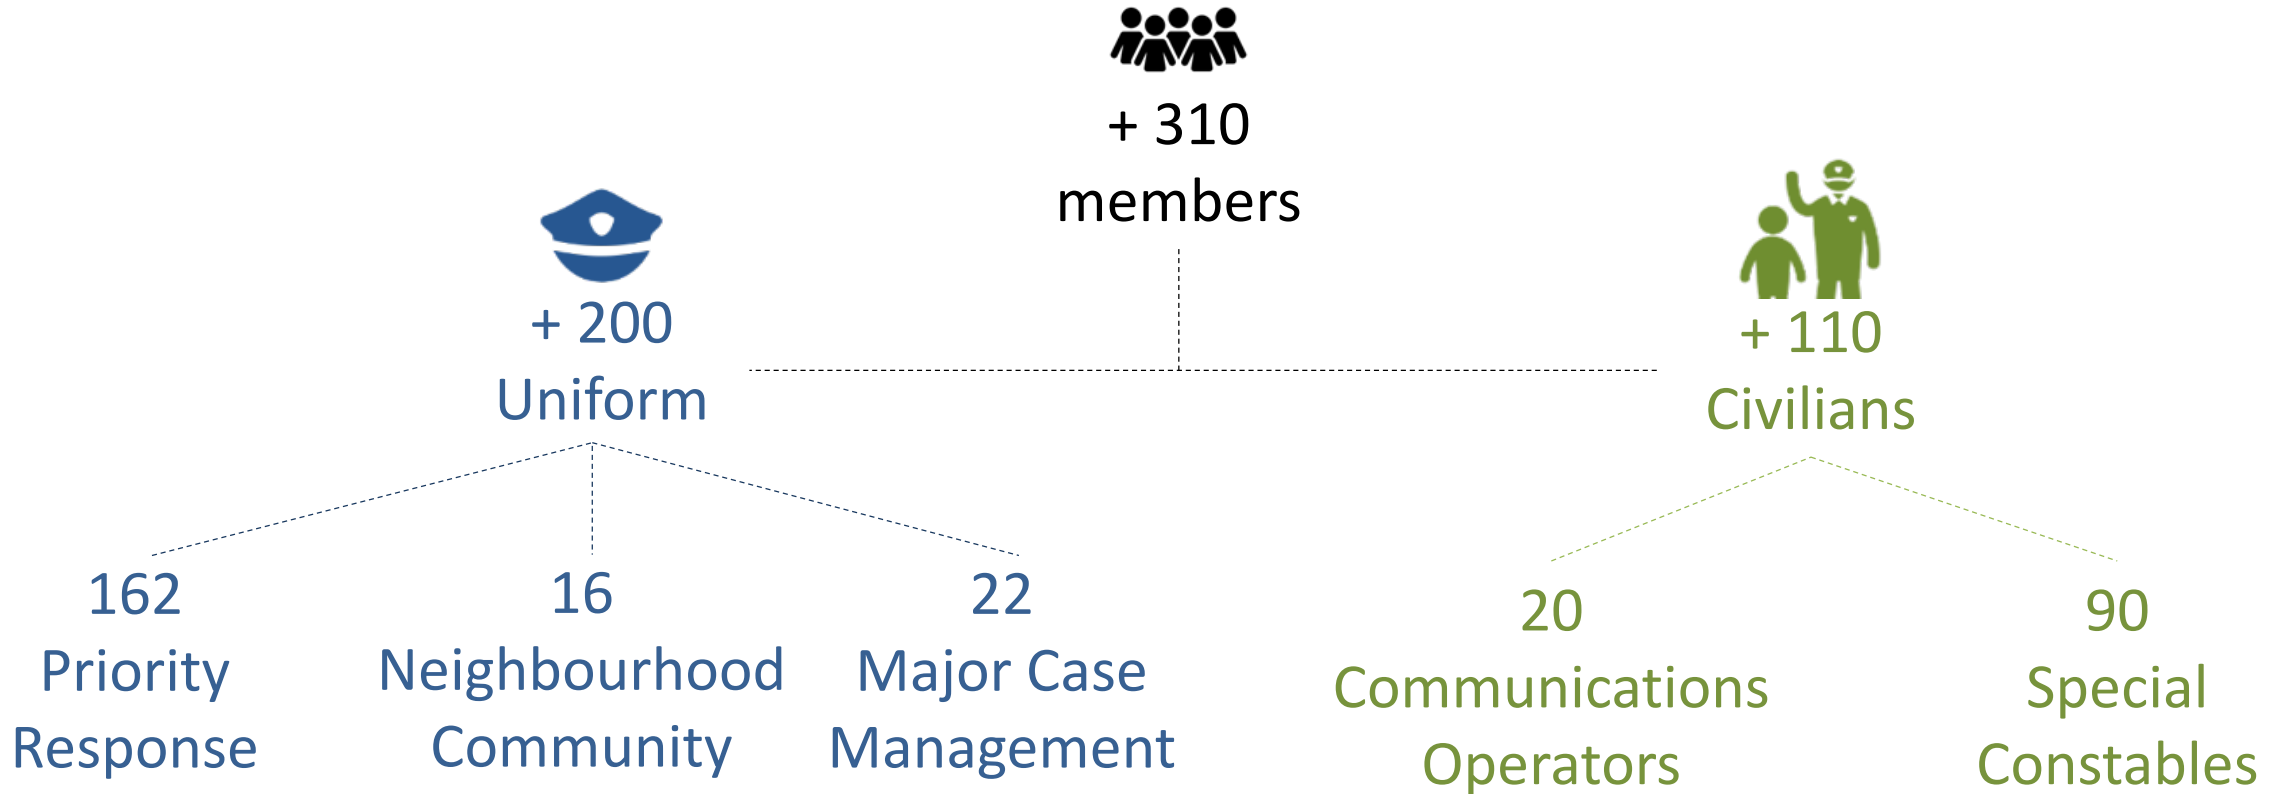 + 310
members
+ 200
Uniform
+ 110
Civilians
162
Priority
Response
16
Neighbourhood
Community
22
Major Case
Management
20
Communications
Operators
90
Special
Constables